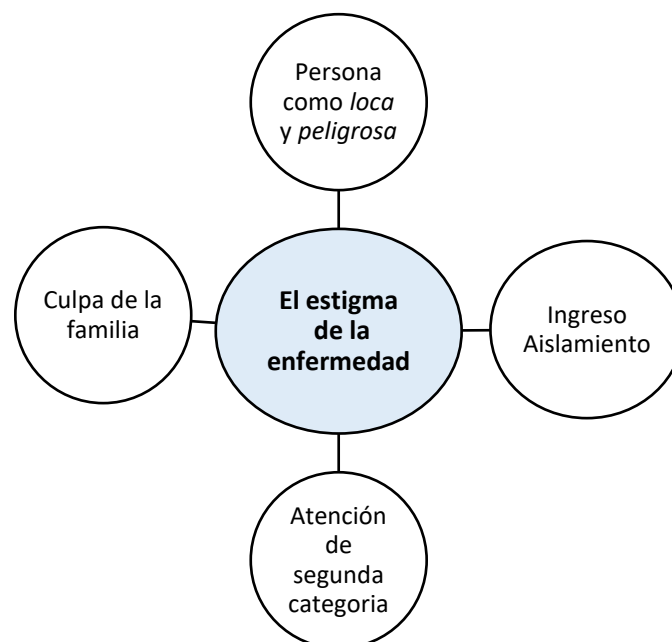 Persona
como loca
y peligrosa
Culpa de la
familia
El estigma
de la
enfermedad
Ingreso
Aislamiento
Atención
de
segunda
categoria